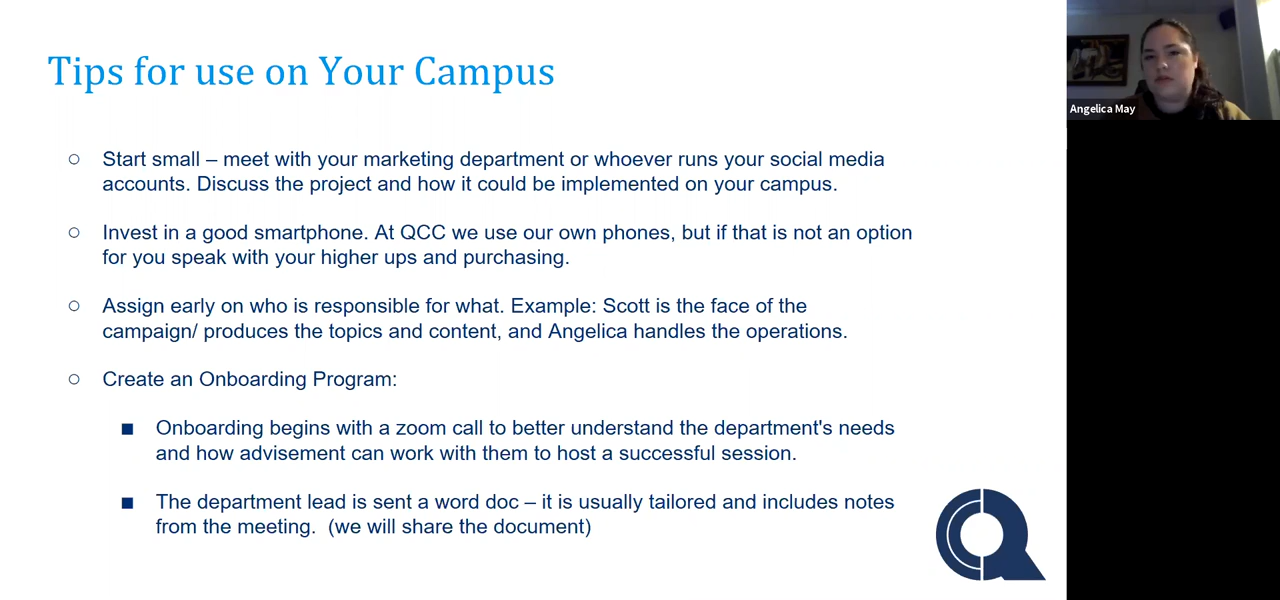 Tips for use on Your Campus
Angelica May
○ Start small – meet with your marketing department or whoever runs your social media
accounts. Discuss the project and how it could be implemented on your campus.
○ Invest in a good smartphone. At QCC we use our own phones, but if that is not an option
for you speak with your higher ups and purchasing.
○ Assign early on who is responsible for what. Example: Scott is the face of the
campaign/ produces the topics and content, and Angelica handles the operations.
○ Create an Onboarding Program:
■ Onboarding begins with a zoom call to better understand the department's needs
and how advisement can work with them to host a successful session.
■ The department lead is sent a word doc – it is usually tailored and includes notes
from the meeting.  (we will share the document)